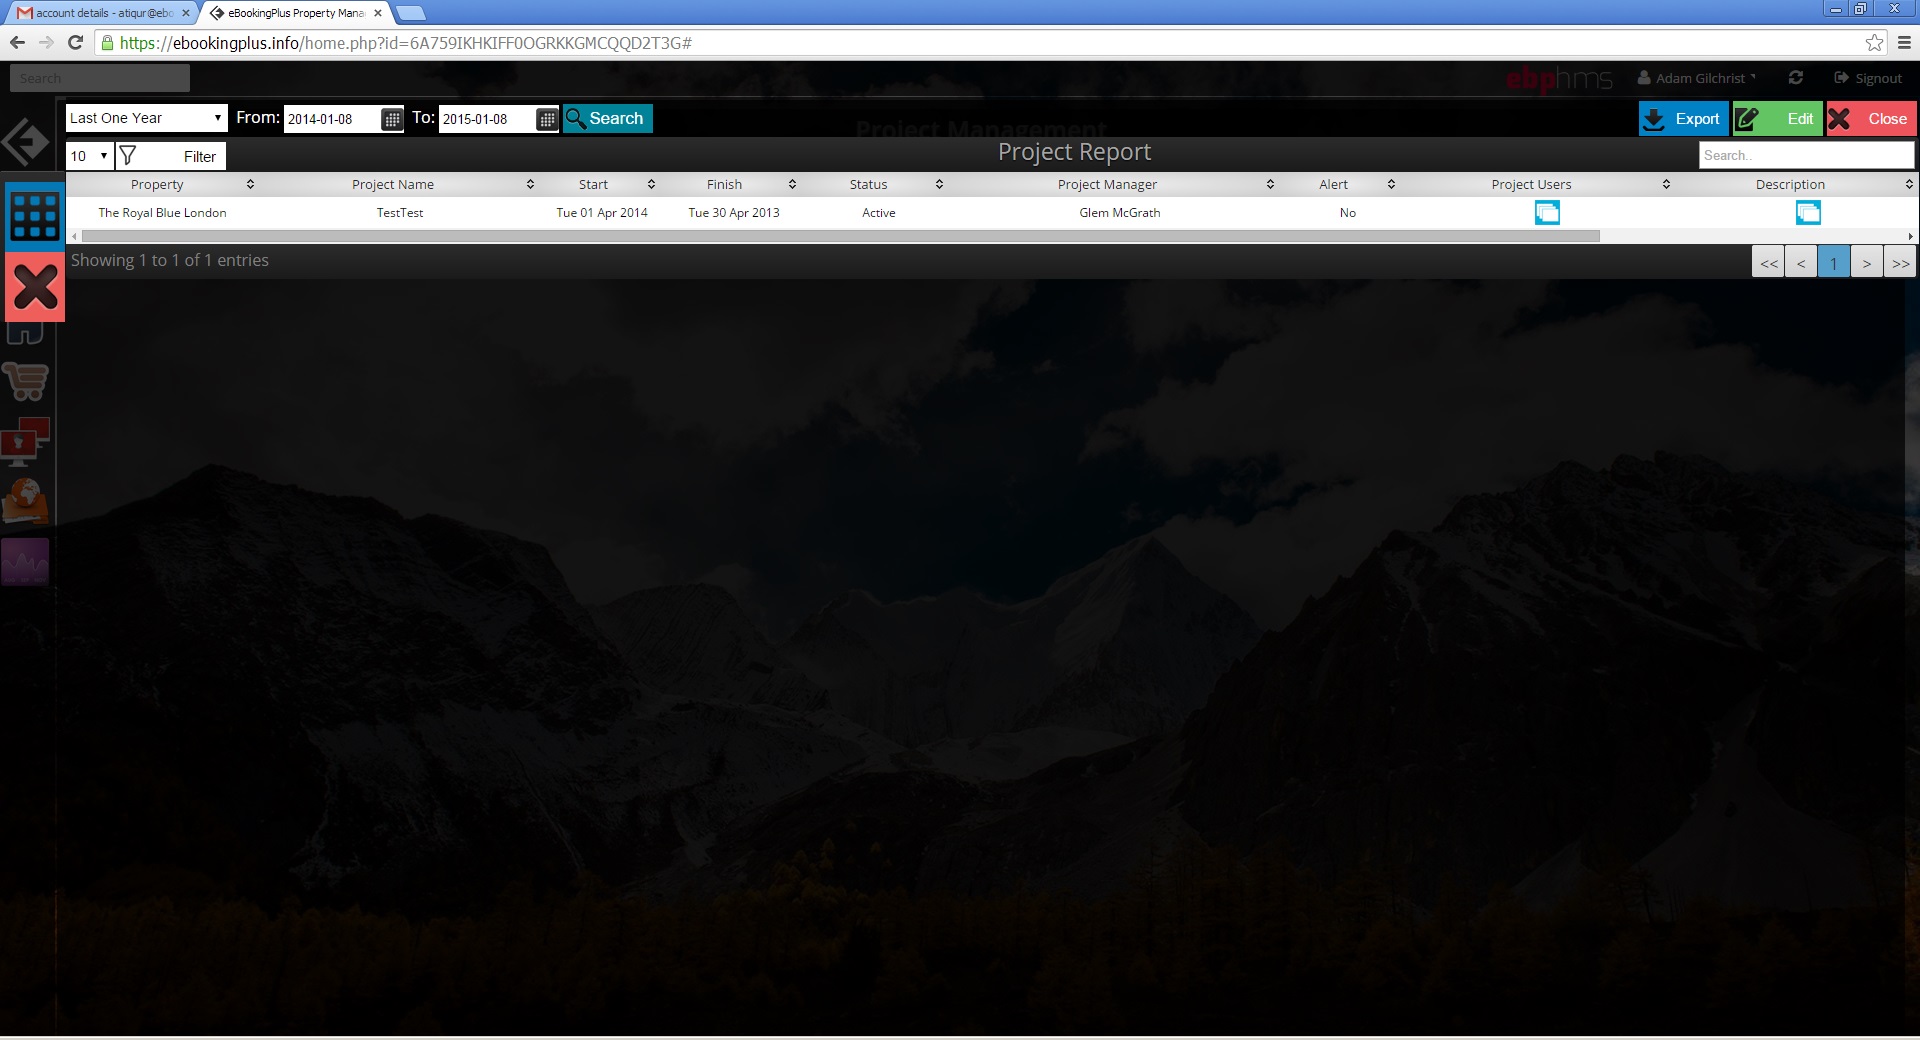 account details - atiqur@ebo
eBookingPlus Property Mana
https://ebookingplus.info/home.php?id=6A759IKHKIFF0OGRKKGMCQQD2T3G#
Search
ebphms
Adam Gilchrist
Signout
Last One Year
From:
2014-01-08
To:
2015-01-08
Search
Project Management
Export
Edit
Close
10
Filter
Project Report
Search..
Property
Project Name
Start
Finish
Status
Project Manager
Alert
Project Users
Description
The Royal Blue London
TestTest
Tue 01 Apr 2014
Tue 30 Apr 2013
Active
Glem McGrath
No
Showing 1 to 1 of 1 entries
<<
<
1
>
>>